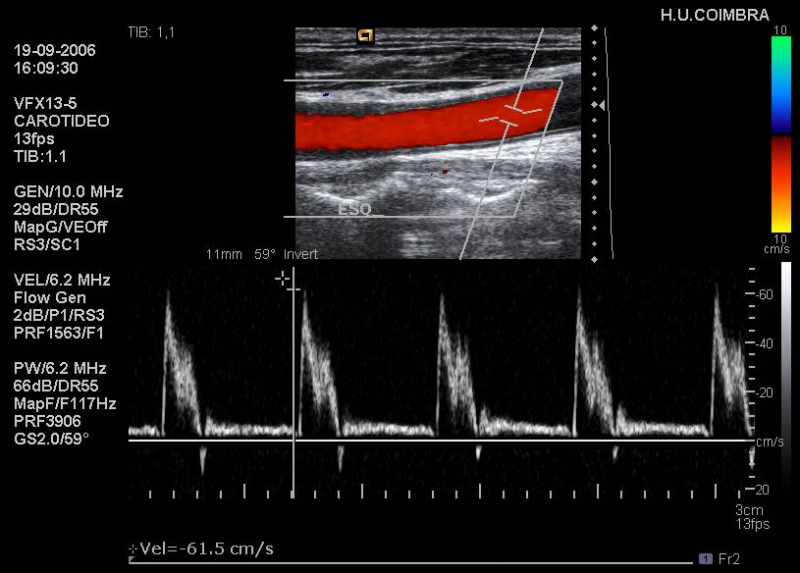 H.U.COIMBRA
TIB: 1,1
19-09-2006
16:09:30
VFX13-5
CAROTIDEO
13fps
TIB:1.1
GEN/10.0 MHz
29dB/DR55
MapG/VEOff
RS3/SC1
VEL/6.2 MHz
Flow Gen
2dB/P1/RS3
PRF1563/F1
PW/6.2 MHz
66dB/DR55
MapF/F117Hz
PRF3906
GS2.0/59°
ESQ_
10
10
cm/s
11mm 59° Invert
-60
-40
-20
cm/s
20
3cm
13fps
Vel=-61.5 cm/s
1 Fr2